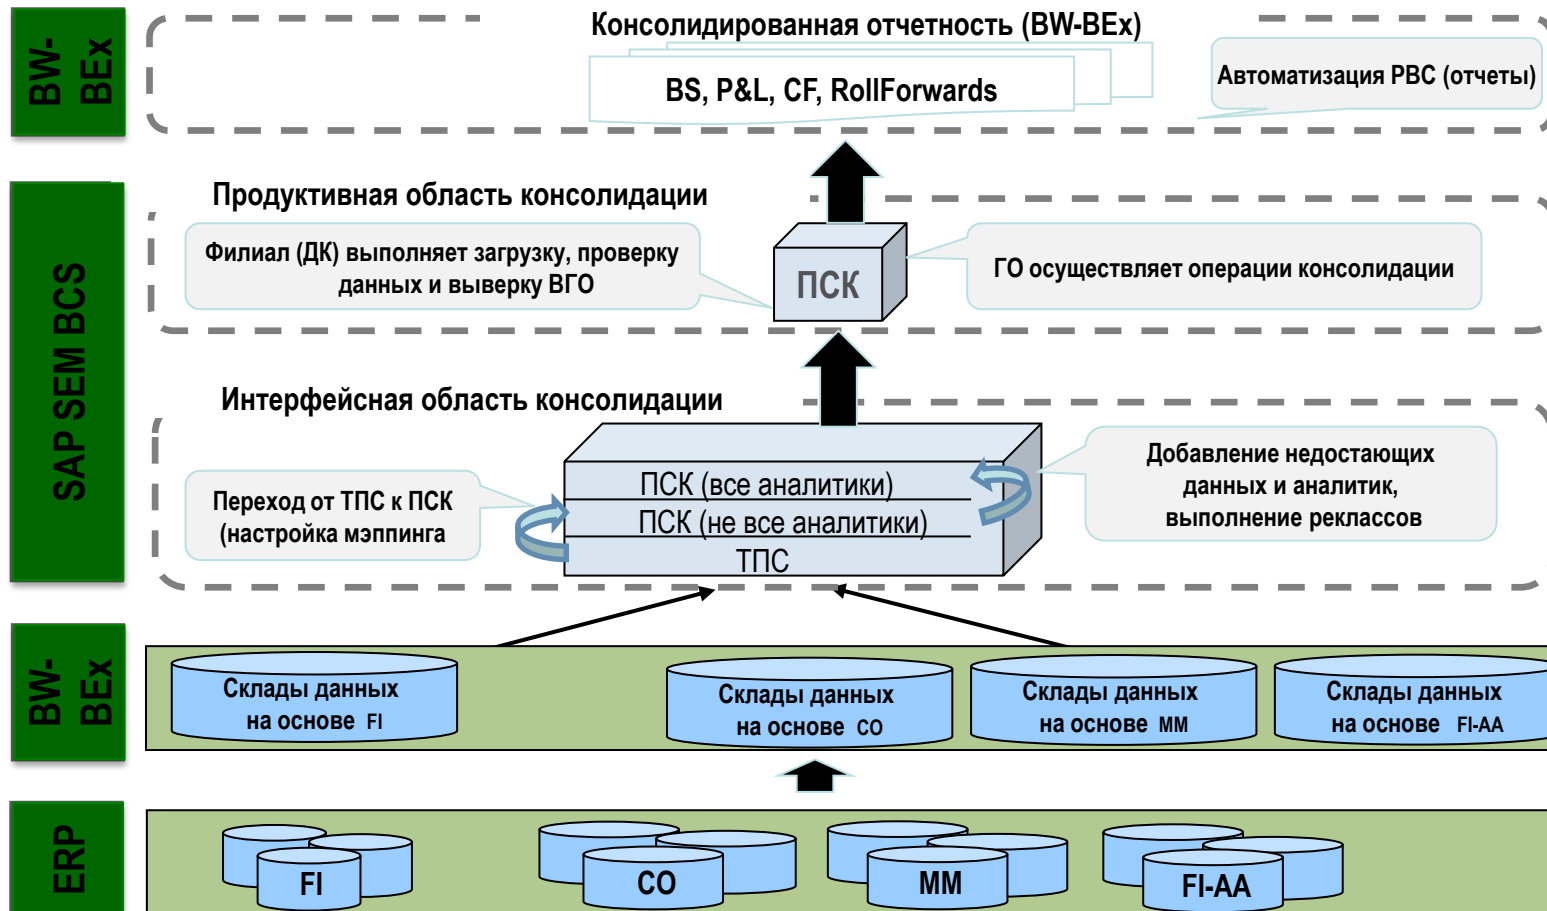 BW-
BEx
Консолидированная отчетность (BW-BEx)
BS, P&L, CF, RollForwards
Автоматизация PBC (отчеты)
SAP SEM BCS
Продуктивная область консолидации
Филиал (ДК) выполняет загрузку, проверку
данных и выверку ВГО
ПСК
ГО осуществляет операции консолидации
Интерфейсная область консолидации
Переход от ТПС к ПСК
(настройка мэппинга
ПСК (все аналитики)
ПСК (не все аналитики)
ТПС
Добавление недостающих
данных и аналитик,
выполнение реклассов
BW-
BEx
Склады данных
на основе FI
Склады данных
на основе CO
Склады данных
на основе MM
Склады данных
на основе FI-AA
ERP
FI
CO
MM
FI-AA